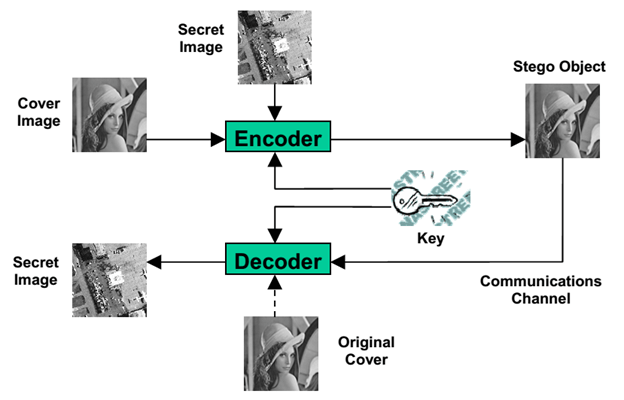 Secret
Image
Stego Object
Cover
Image
Encoder
Key
Secret
Image
Decoder
Communications
Channel
Original
Cover